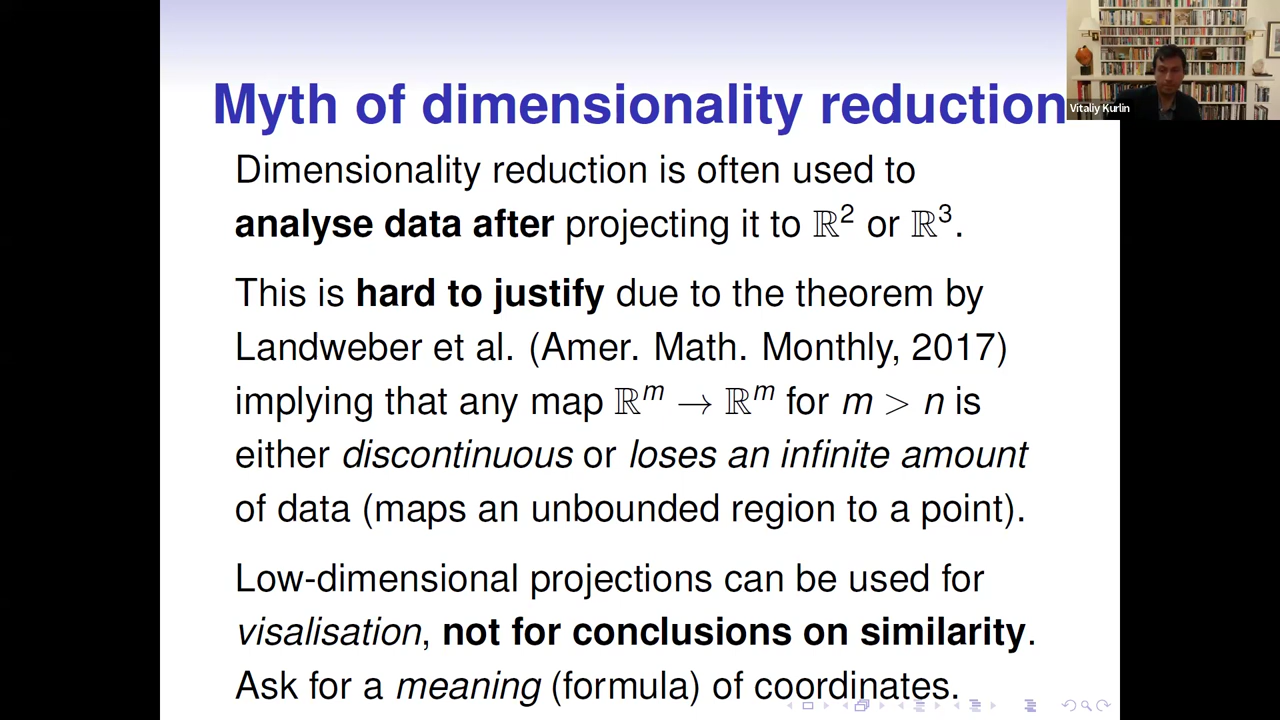 Myth of dimensionality reduction
Vitaliy Kurlin
Dimensionality reduction is often used to
analyse data after projecting it to ℝ² or ℝ³.
This is hard to justify due to the theorem by
Landweber et al. (Amer. Math. Monthly, 2017)
implying that any map ℝᵐ → ℝᵐ for m > n is
either discontinuous or loses an infinite amount
of data (maps an unbounded region to a point).
Low-dimensional projections can be used for
visalisation, not for conclusions on similarity.
Ask for a meaning (formula) of coordinates.